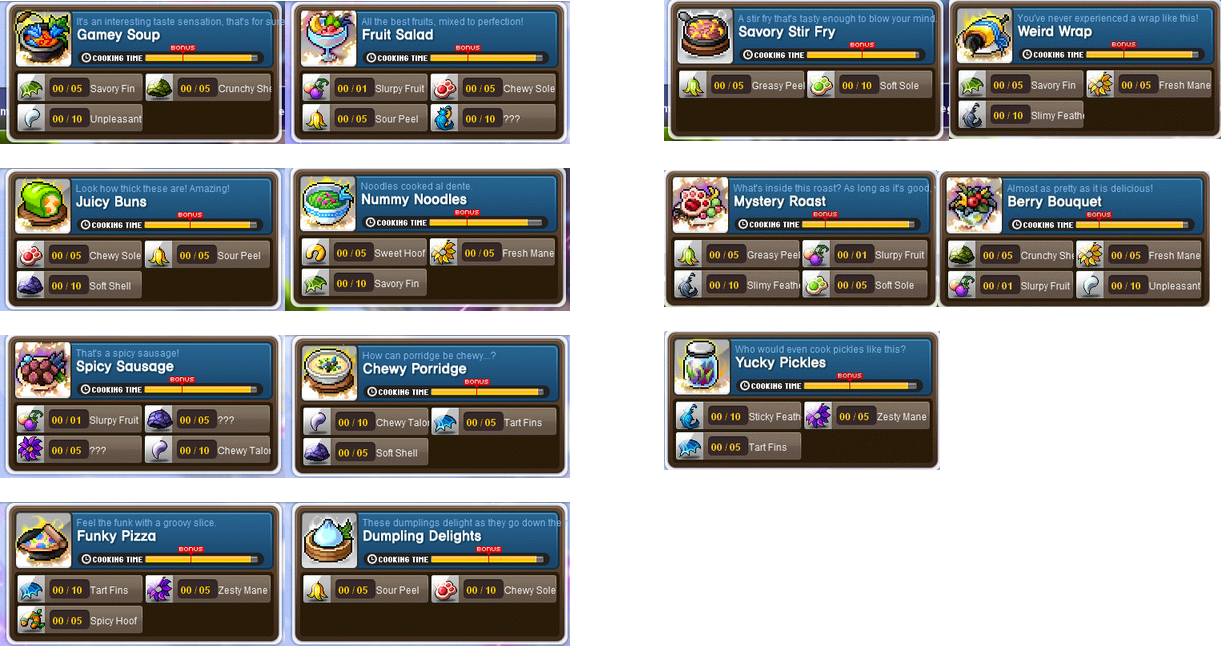 It's an interesting taste sensation, that's for sure
Gamey Soup
BONUS
COOKING TIME
00 / 05 Savory Fin
00 / 05 Crunchy She
00 / 10 Unpleasant
All the best fruits, mixed to perfection!
Fruit Salad
BONUS
COOKING TIME
00 / 01 Slurpy Fruit
00 / 05 Chewy Sole
00 / 05 Sour Peel
00 / 10 ???
A stir fry that's tasty enough to blow your mind.
Savory Stir Fry
BONUS
COOKING TIME
00 / 05 Greasy Peel
00 / 10 Soft Sole
You've never experienced a wrap like this!
Weird Wrap
BONUS
COOKING TIME
00 / 05 Savory Fin
00 / 05 Fresh Mane
00 / 10 Slimy Feathe
Look how thick these are! Amazing!
Juicy Buns
BONUS
COOKING TIME
00 / 05 Chewy Sole
00 / 05 Sour Peel
00 / 10 Soft Shell
Noodles cooked al dente.
Nummy Noodles
BONUS
COOKING TIME
00 / 05 Sweet Hoof
00 / 05 Fresh Mane
00 / 10 Savory Fin
What's inside this roast? As long as it's good,
Mystery Roast
BONUS
COOKING TIME
00 / 05 Greasy Peel
00 / 01 Slurpy Fruit
00 / 10 Slimy Feathe
00 / 05 Soft Sole
Almost as pretty as it is delicious!
Berry Bouquet
BONUS
COOKING TIME
00 / 05 Crunchy She
00 / 05 Fresh Mane
00 / 01 Slurpy Fruit
00 / 10 Unpleasant
That's a spicy sausage!
Spicy Sausage
BONUS
COOKING TIME
00 / 01 Slurpy Fruit
00 / 05 ???
00 / 05 ???
00 / 10 Chewy Talon
How can porridge be chewy...?
Chewy Porridge
BONUS
COOKING TIME
00 / 10 Chewy Talon
00 / 05 Tart Fins
00 / 05 Soft Shell
Who would even cook pickles like this?
Yucky Pickles
BONUS
COOKING TIME
00 / 10 Sticky Feath
00 / 05 Zesty Mane
00 / 05 Tart Fins
Feel the funk with a groovy slice.
Funky Pizza
BONUS
COOKING TIME
00 / 10 Tart Fins
00 / 05 Zesty Mane
00 / 05 Spicy Hoof
These dumplings delight as they go down the
Dumpling Delights
BONUS
COOKING TIME
00 / 05 Sour Peel
00 / 10 Chewy Sole